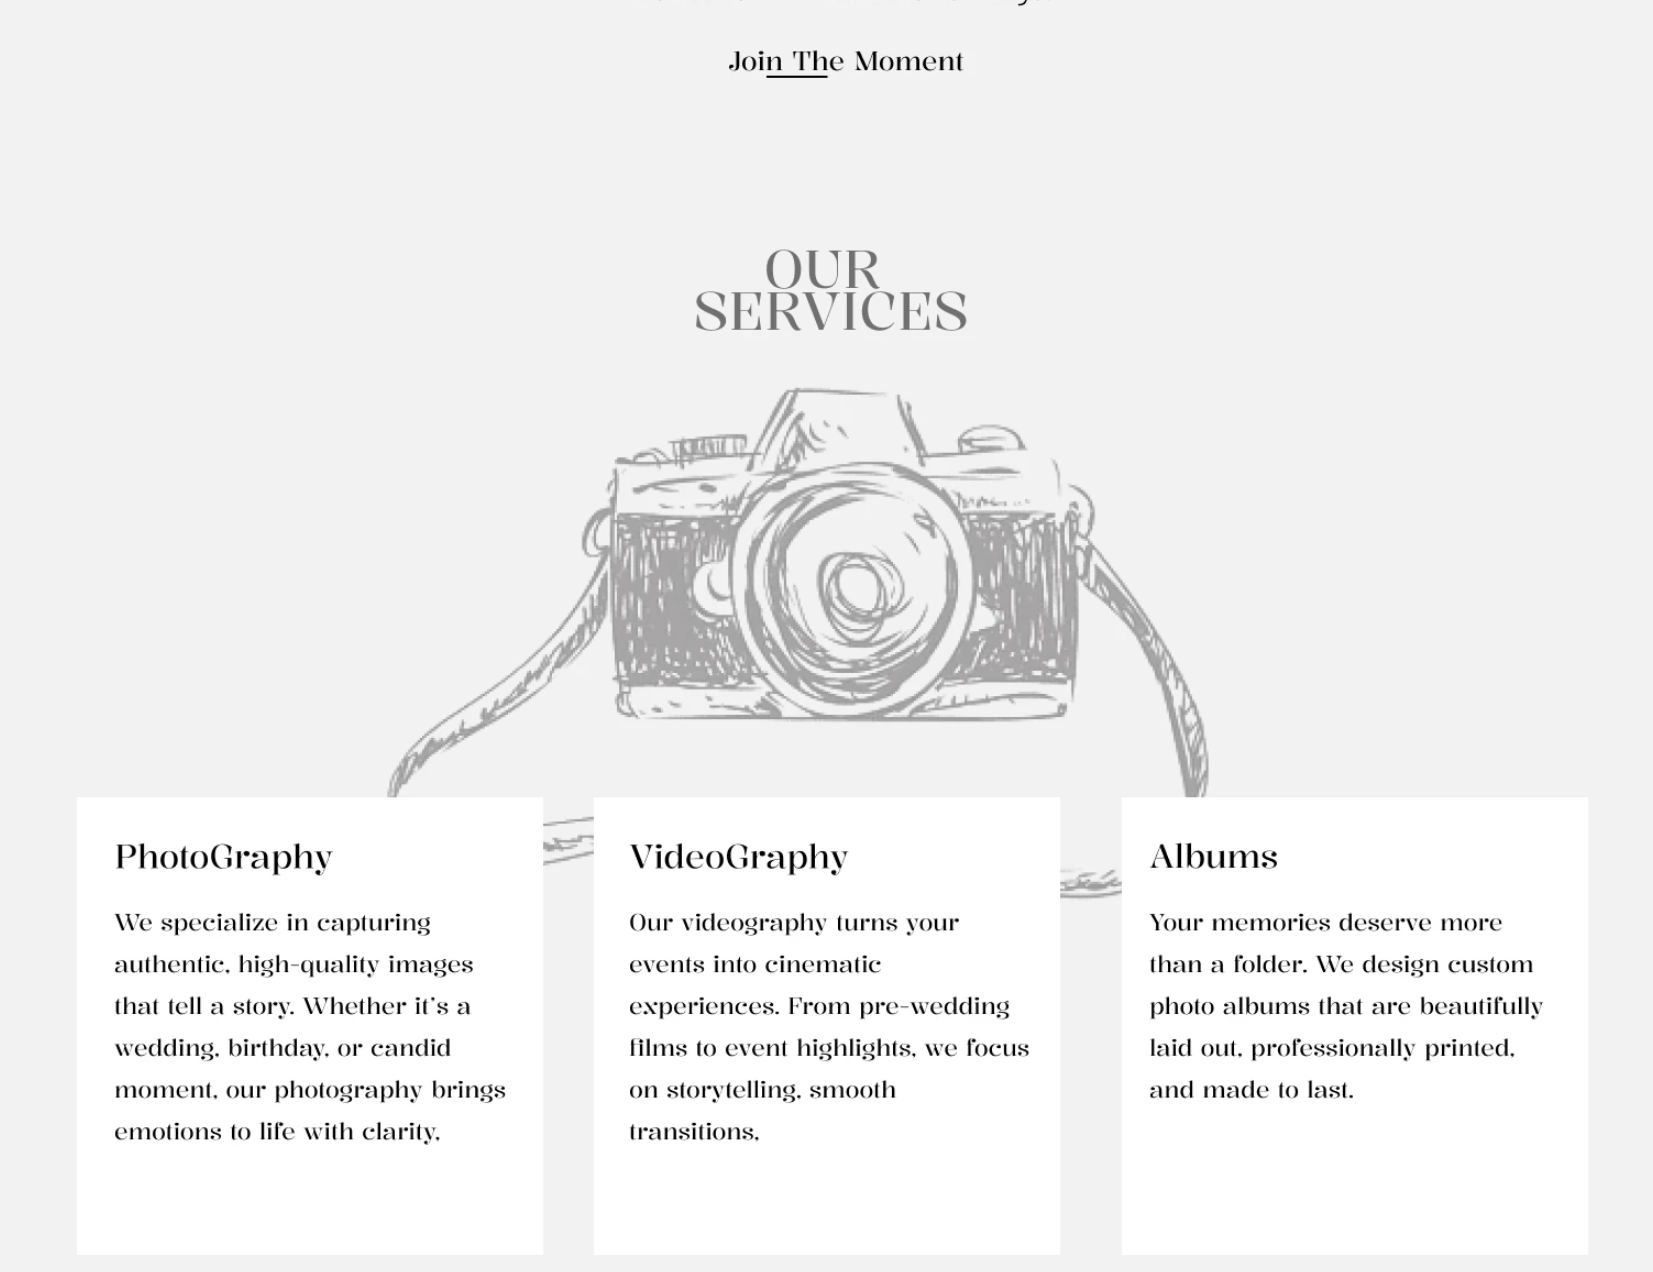 Join The Moment
OUR
SERVICES
PhotoGraphy
We specialize in capturing
authentic, high-quality images
that tell a story. Whether it's a
wedding, birthday, or candid
moment, our photography brings
emotions to life with clarity,
VideoGraphy
Our videography turns your
events into cinematic
experiences. From pre-wedding
films to event highlights, we focus
on storytelling, smooth
transitions,
Albums
Your memories deserve more
than a folder. We design custom
photo albums that are beautifully
laid out, professionally printed,
and made to last.